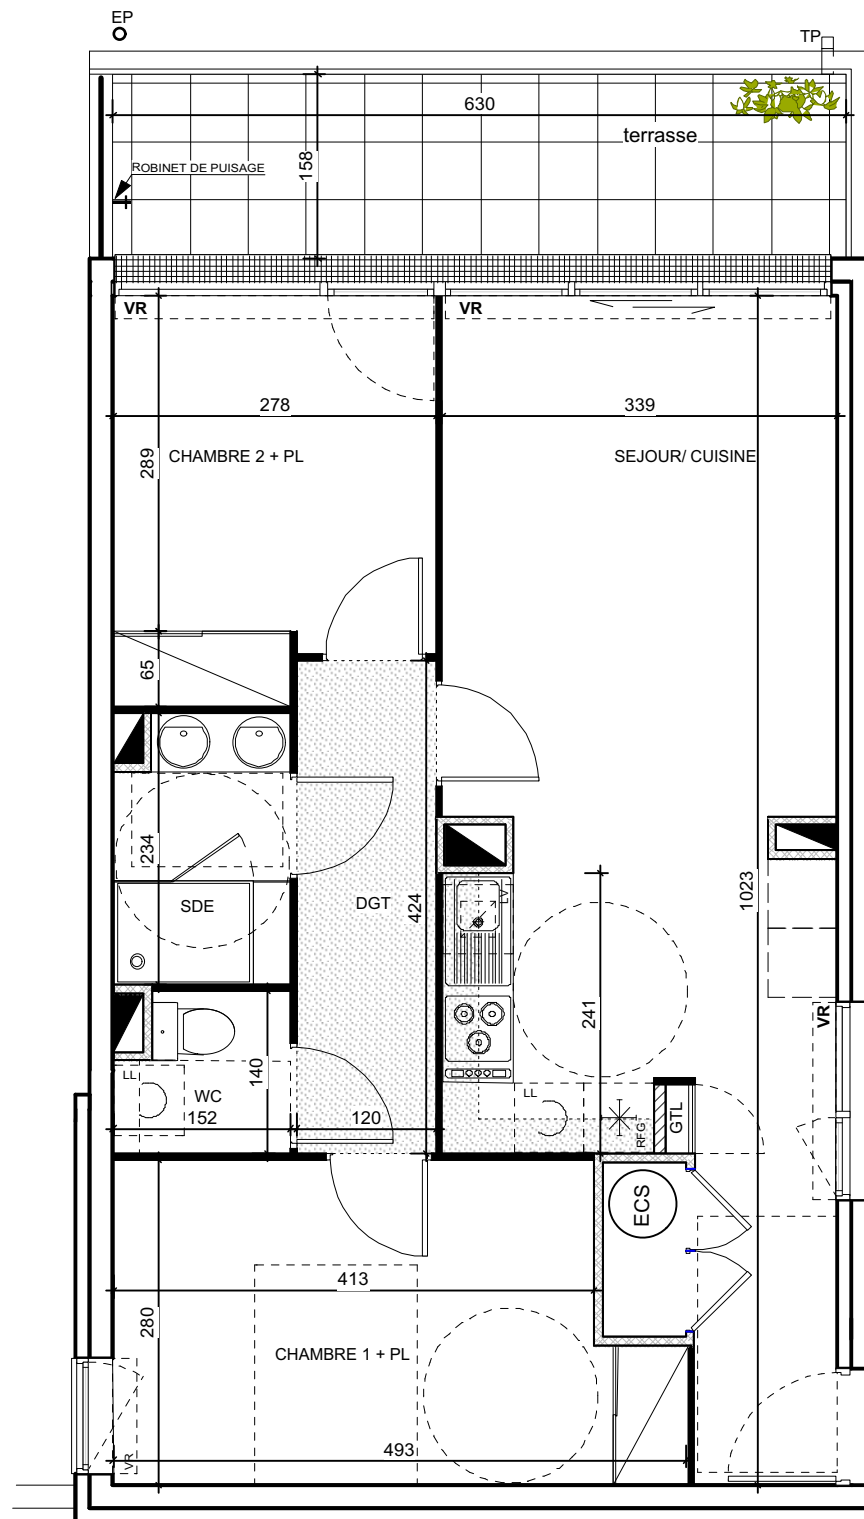 EP
TP
630
terrasse
158
ROBINET DE PUISAGE
VR
VR
278
339
289
CHAMBRE 2 + PL
SEJOUR/ CUISINE
65
234
SDE
DGT
424
LV
1023
241
VR
LL
WC
140
152
120
LL
RFG
GTL
ECS
413
280
CHAMBRE 1 + PL
493
VR